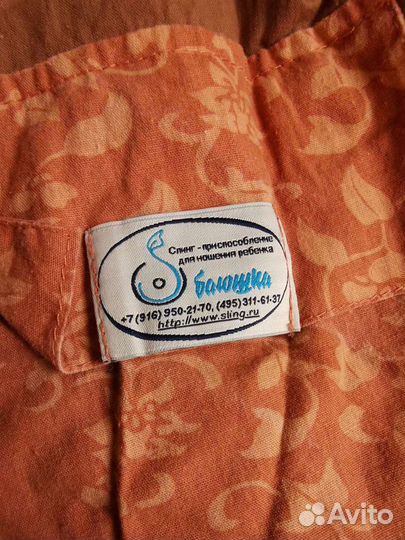 Слинг - приспособление
для ношения ребенка
баюшка
+7 (916) 950-21-70, (495) 311-61-37
http://www.sling.ru
Avito